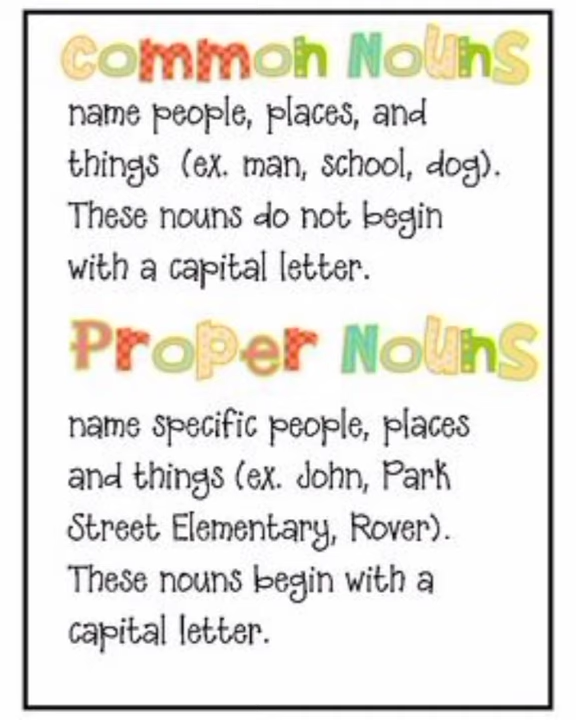 Common Nouns
name people, places, and
things (ex. man, school, dog).
These nouns do not begin
with a capital letter.
Proper Nouns
name specific people, places
and things (ex. John, Park
Street Elementary, Rover).
These nouns begin with a
capital letter.